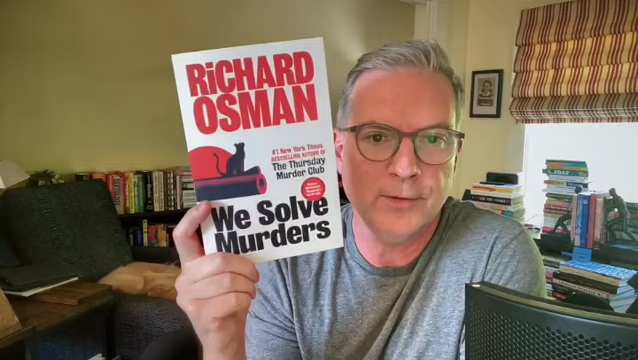 RiCHARD
OSMAN
#1 New York Times
BESTSELLING AUTHOR OF
The Thursday
Murder Club
We Solve
Murders